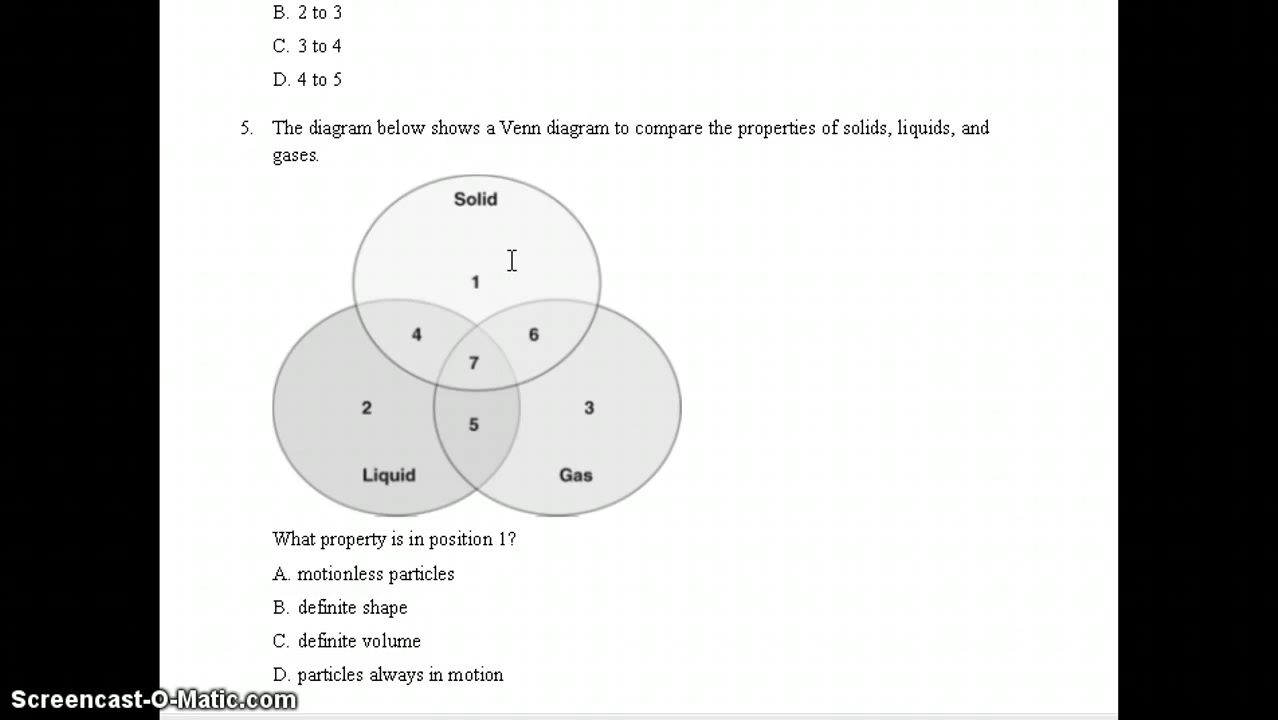 B. 2 to 3
C. 3 to 4
D. 4 to 5
5. The diagram below shows a Venn diagram to compare the properties of solids, liquids, and
gases.
Solid
1
4 6
7
2 3
5
Liquid Gas
What property is in position 1?
A. motionless particles
B. definite shape
C. definite volume
D. particles always in motion
Screencast-O-Matic.com